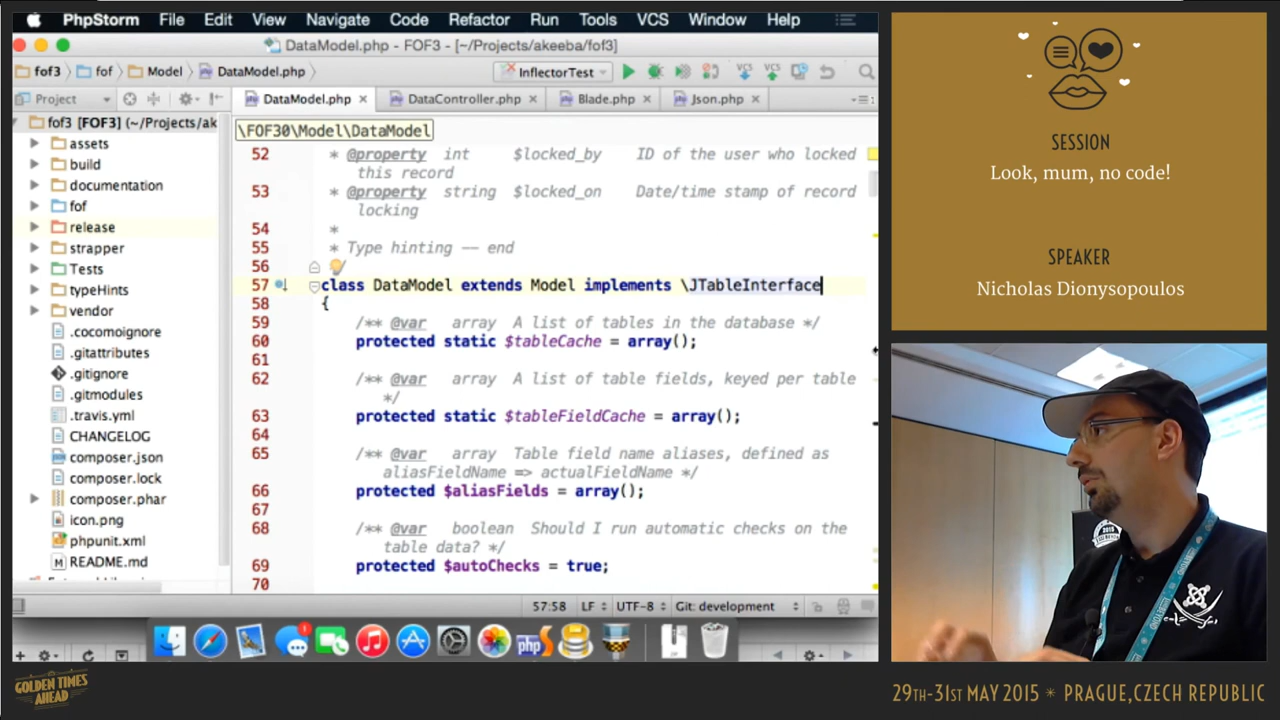 PhpStorm File Edit View Navigate Code Refactor Run Tools VCS Window Help
DataModel.php - FOF3 - [~/Projects/akeeba/fof3]
fof3 fof Model DataModel.php InflectorTest VCS VCS
Project DataModel.php DataController.php Blade.php Json.php
fof3 [FOF3] (~/Projects/ak
assets
build
documentation
fof
release
strapper
Tests
typeHints
vendor
.cocomoignore
.gitattributes
.gitignore
.gitmodules
.travis.yml
CHANGELOG
composer.json
composer.lock
composer.phar
icon.png
phpunit.xml
README.md
\FOF30\Model\DataModel
52 * @property int $locked_by ID of the user who locked
this record
53 * @property string $locked_on Date/time stamp of record
locking
54 *
55 * Type hinting -- end
56
57 class DataModel extends Model implements \JTableInterface
58 {
59 /** @var array A list of tables in the database */
60 protected static $tableCache = array();
61
62 /** @var array A list of table fields, keyed per table
*/
63 protected static $tableFieldCache = array();
64
65 /** @var array Table field name aliases, defined as
aliasFieldName => actualFieldName */
66 protected $aliasFields = array();
67
68 /** @var boolean Should I run automatic checks on the
table data? */
69 protected $autoChecks = true;
70
57:58 LF UTF-8 Git: development
php
SESSION
Look, mum, no code!
SPEAKER
Nicholas Dionysopoulos
GOLDEN TIMES
AHEAD
29TH-31ST MAY 2015 * PRAGUE, CZECH REPUBLIC